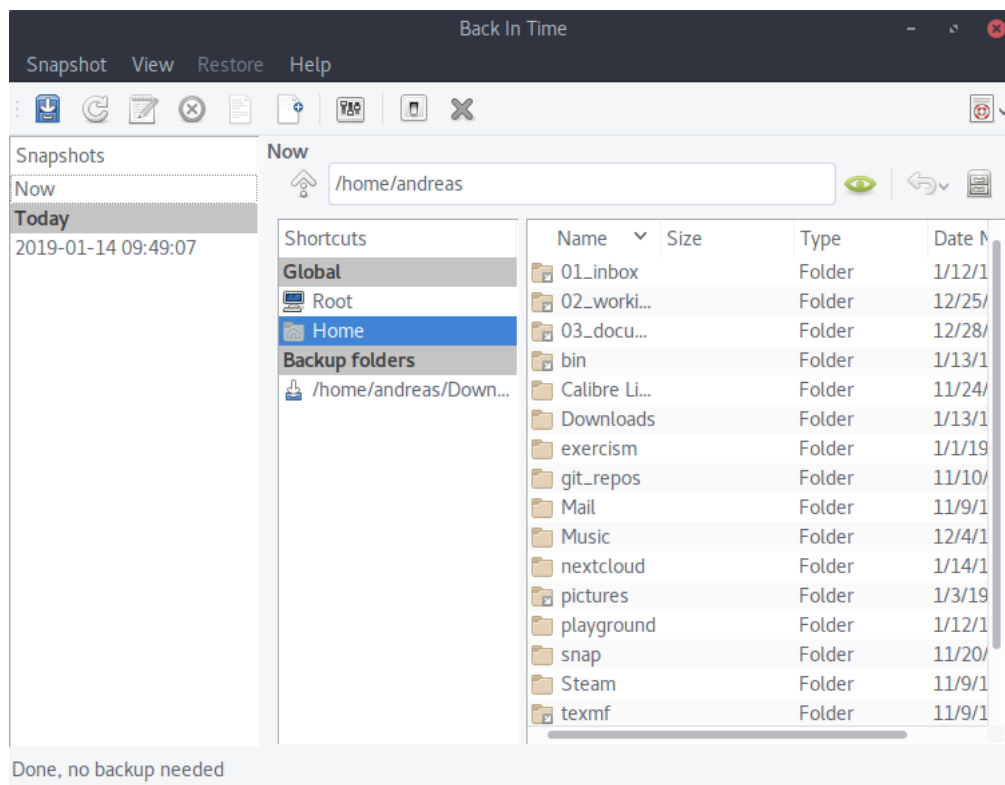 Back In Time
Snapshot View Restore Help
Snapshots
Now
Today
2019-01-14 09:49:07
Now
/home/andreas
Shortcuts
Global
Root
Home
Backup folders
/home/andreas/Down...
Name Size Type Date M
01_inbox Folder 1/12/1
02_worki... Folder 12/25/
03_docu... Folder 12/28/
bin Folder 1/13/1
Calibre Li... Folder 11/24/
Downloads Folder 1/13/1
exercism Folder 1/1/19
git_repos Folder 11/10/
Mail Folder 11/9/1
Music Folder 12/4/1
nextcloud Folder 1/14/1
pictures Folder 1/3/19
playground Folder 1/12/1
snap Folder 11/20/
Steam Folder 11/9/1
texmf Folder 11/9/1
Done, no backup needed